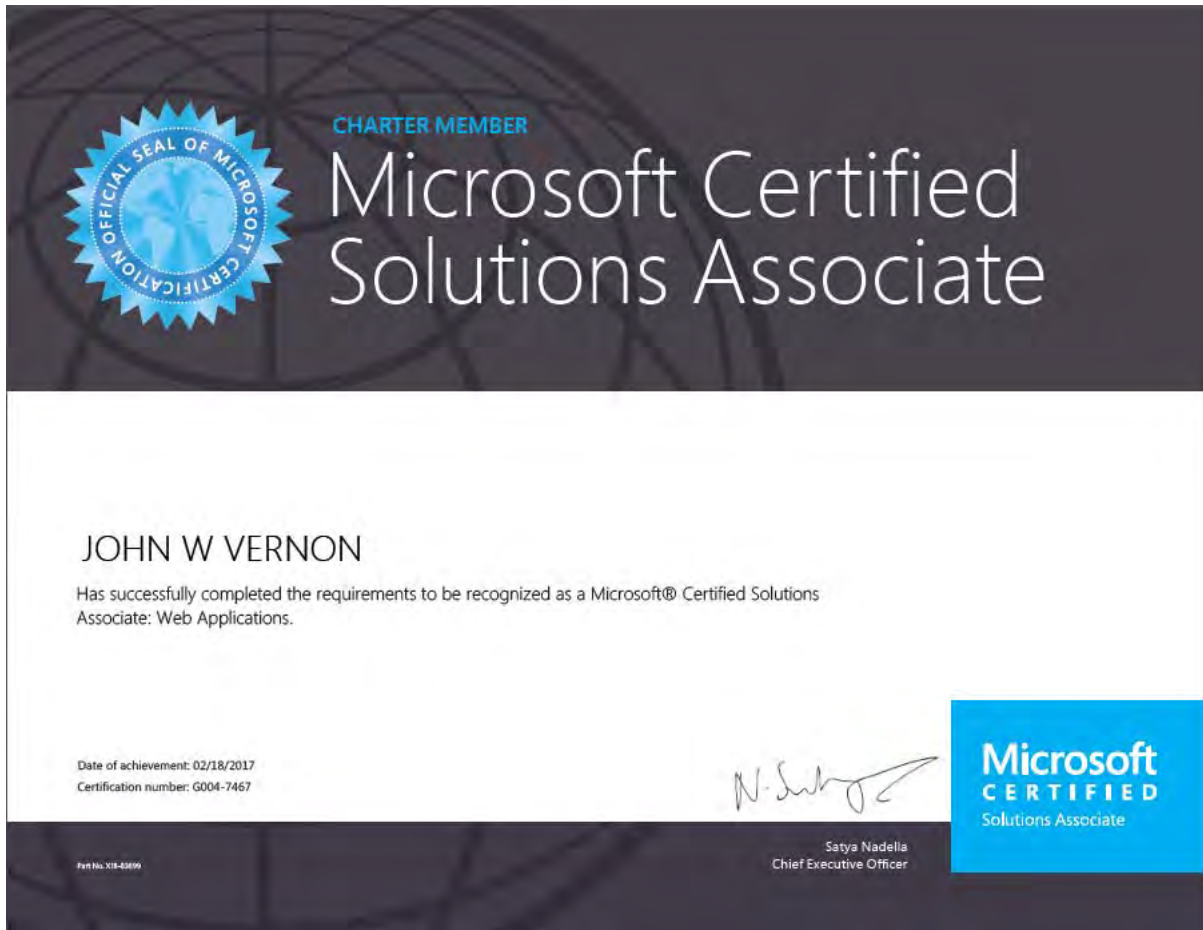 OFFICIAL SEAL OF MICROSOFT CERTIFICATION
CHARTER MEMBER
Microsoft Certified
Solutions Associate
JOHN W VERNON
Has successfully completed the requirements to be recognized as a Microsoft® Certified Solutions
Associate: Web Applications.
Date of achievement: 02/18/2017
Certification number: G004-7467
Microsoft
CERTIFIED
Solutions Associate
Satya Nadella
Chief Executive Officer
Part No.